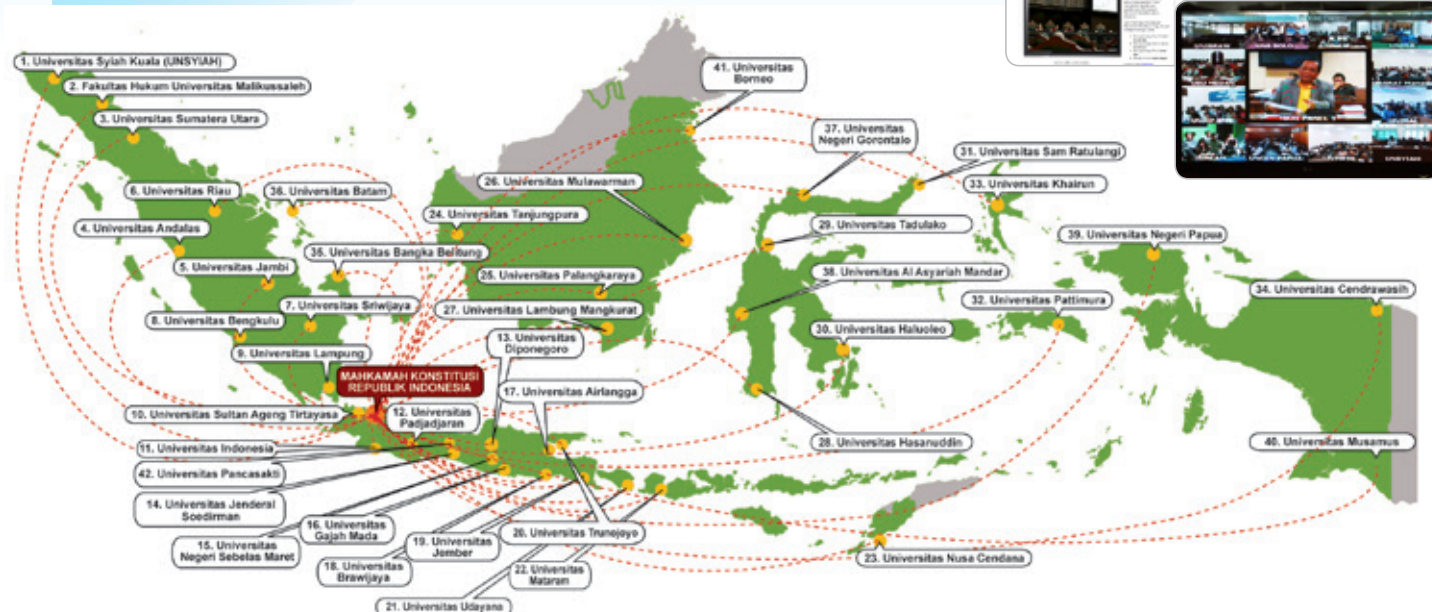 1. Universitas Syiah Kuala (UNSYIAH)
2. Fakultas Hukum Universitas Malikussaleh
3. Universitas Sumatera Utara
6. Universitas Riau
36. Universitas Batam
4. Universitas Andalas
5. Universitas Jambi
35. Universitas Bangka Belitung
7. Universitas Sriwijaya
8. Universitas Bengkulu
9. Universitas Lampung
MAHKAMAH KONSTITUSI
REPUBLIK INDONESIA
10. Universitas Sultan Ageng Tirtayasa
11. Universitas Indonesia
42. Universitas Pancasakti
14. Universitas Jenderal
Soedirman
15. Universitas
Negeri Sebelas Maret
16. Universitas
Gajah Mada
18. Universitas
Brawijaya
19. Universitas
Jember
21. Universitas Udayana
22. Universitas
Mataram
20. Universitas Trunojoyo
12. Universitas
Padjadjaran
13. Universitas
Diponegoro
17. Universitas Airlangga
24. Universitas Tanjungpura
26. Universitas Mulawarman
25. Universitas Palangkaraya
27. Universitas Lambung Mangkurat
41. Universitas
Borneo
37. Universitas
Negeri Gorontalo
31. Universitas Sam Ratulangi
33. Universitas Khairun
29. Universitas Tadulako
38. Universitas Al Asyariah Mandar
30. Universitas Haluoleo
32. Universitas Pattimura
28. Universitas Hasanuddin
39. Universitas Negeri Papua
34. Universitas Cendrawasih
40. Universitas Musamus
23. Universitas Nusa Cendana